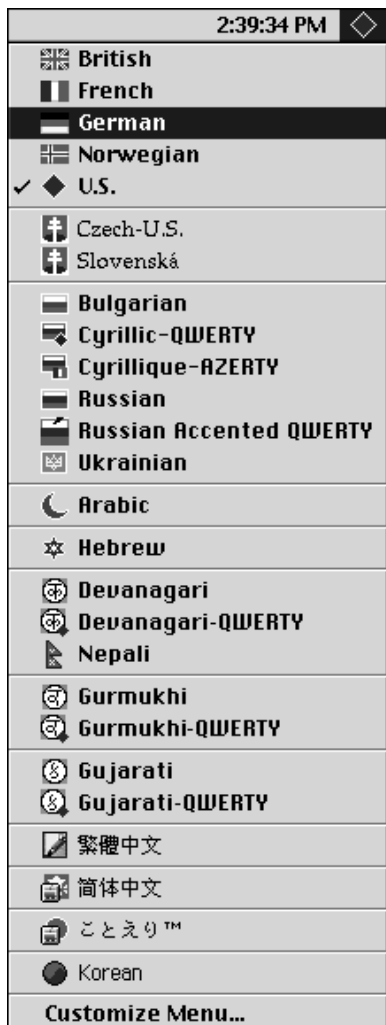 2:39:34 PM
British
French
German
Norwegian
U.S.
Czech-U.S.
Slovenská
Bulgarian
Cyrillic-QWERTY
Cyrillique-AZERTY
Russian
Russian Accented QWERTY
Ukrainian
Arabic
Hebrew
Devanagari
Devanagari-QWERTY
Nepali
Gurmukhi
Gurmukhi-QWERTY
Gujarati
Gujarati-QWERTY
繁體中文
简体中文
ことえり™
Korean
Customize Menu...